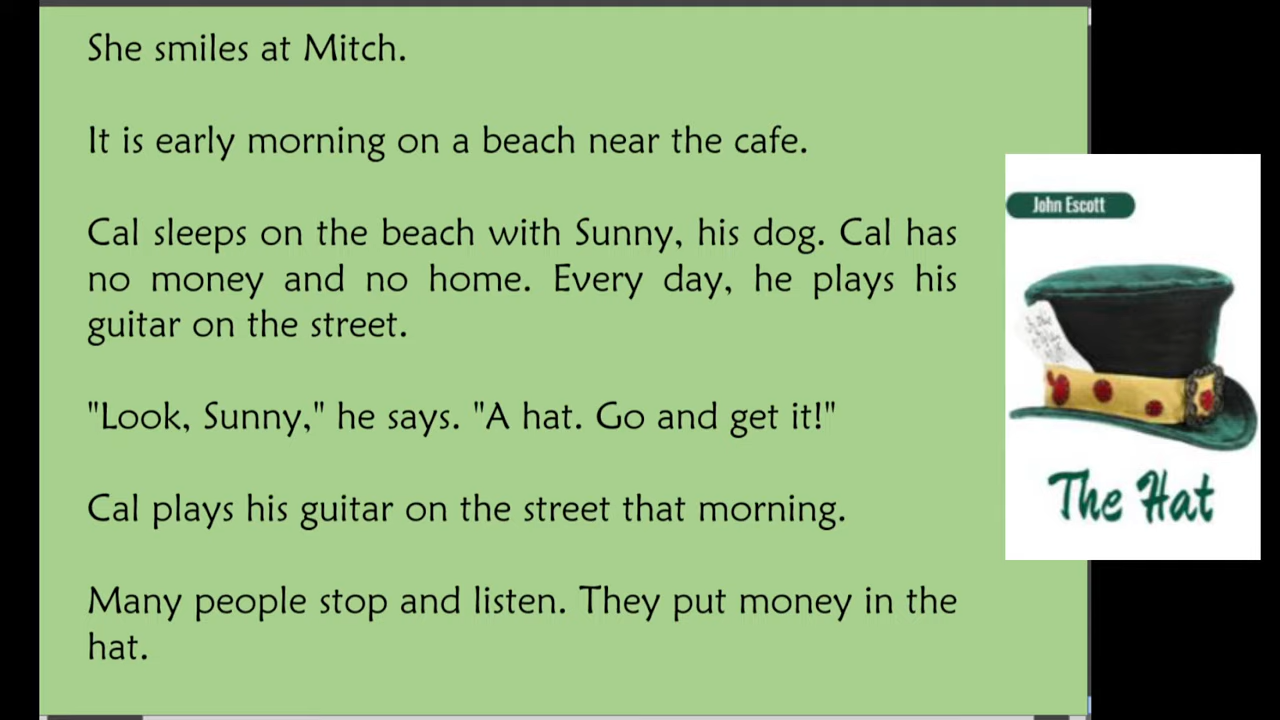 She smiles at Mitch.
It is early morning on a beach near the cafe.
Cal sleeps on the beach with Sunny, his dog. Cal has
no money and no home. Every day, he plays his
guitar on the street.
"Look, Sunny," he says. "A hat. Go and get it!"
Cal plays his guitar on the street that morning.
Many people stop and listen. They put money in the
hat.
John Escott
The Hat